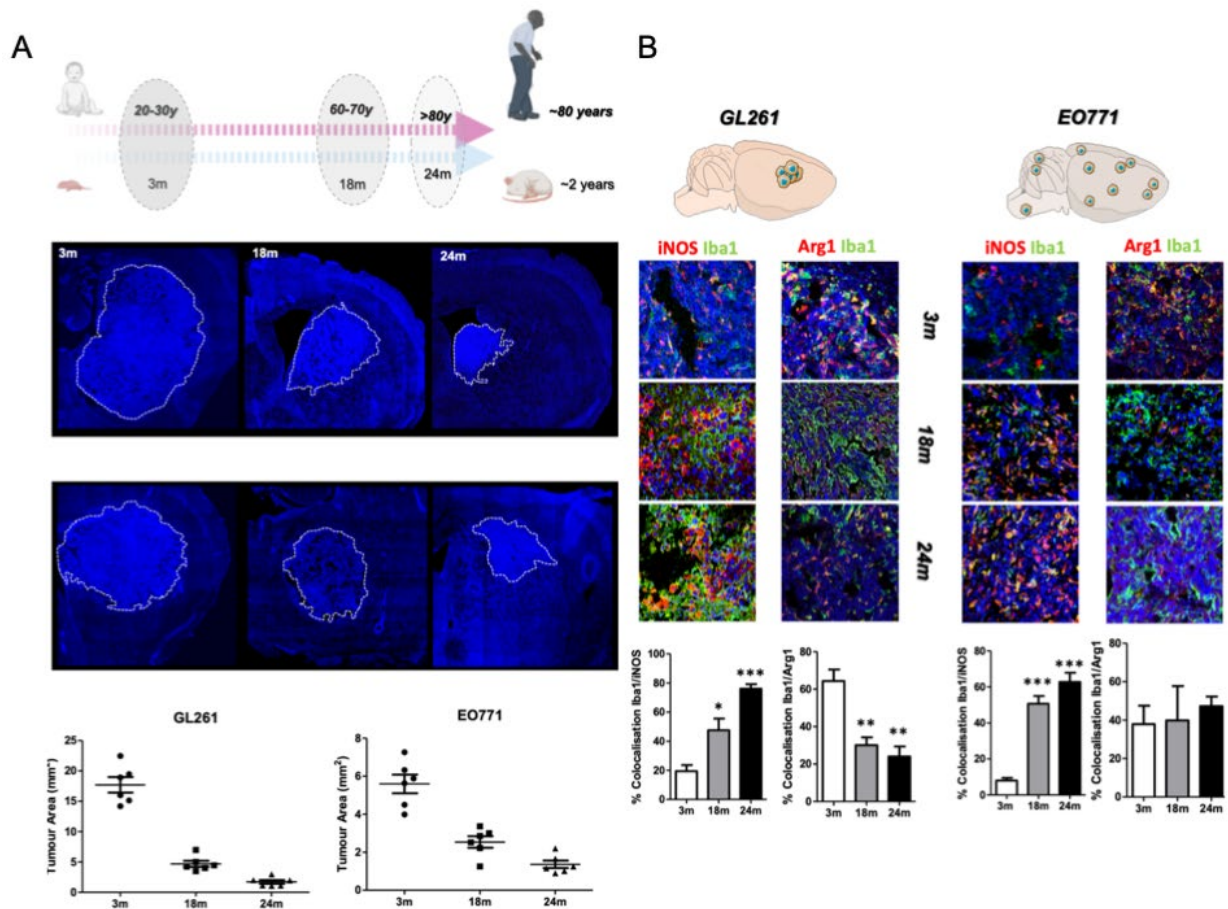 A
20-30y
60-70y
>80y
~80 years
3m
18m
24m
~2 years
3m
18m
24m
GL261
Tumour Area (mm²)
25
20
15
10
5
0
3m
18m
24m
EO771
Tumour Area (mm²)
8
6
4
2
0
3m
18m
24m
B
GL261
EO771
iNOS Iba1
Arg1 Iba1
iNOS Iba1
Arg1 Iba1
3m
18m
24m
% Colocalisation Iba1/iNOS
100
80
60
40
20
0
*
***
3m
18m
24m
% Colocalisation Iba1/Arg1
80
60
40
20
0
**
**
3m
18m
24m
% Colocalisation Iba1/iNOS
80
60
40
20
0
***
***
3m
18m
24m
% Colocalisation Iba1/Arg1
80
60
40
20
0
3m
18m
24m